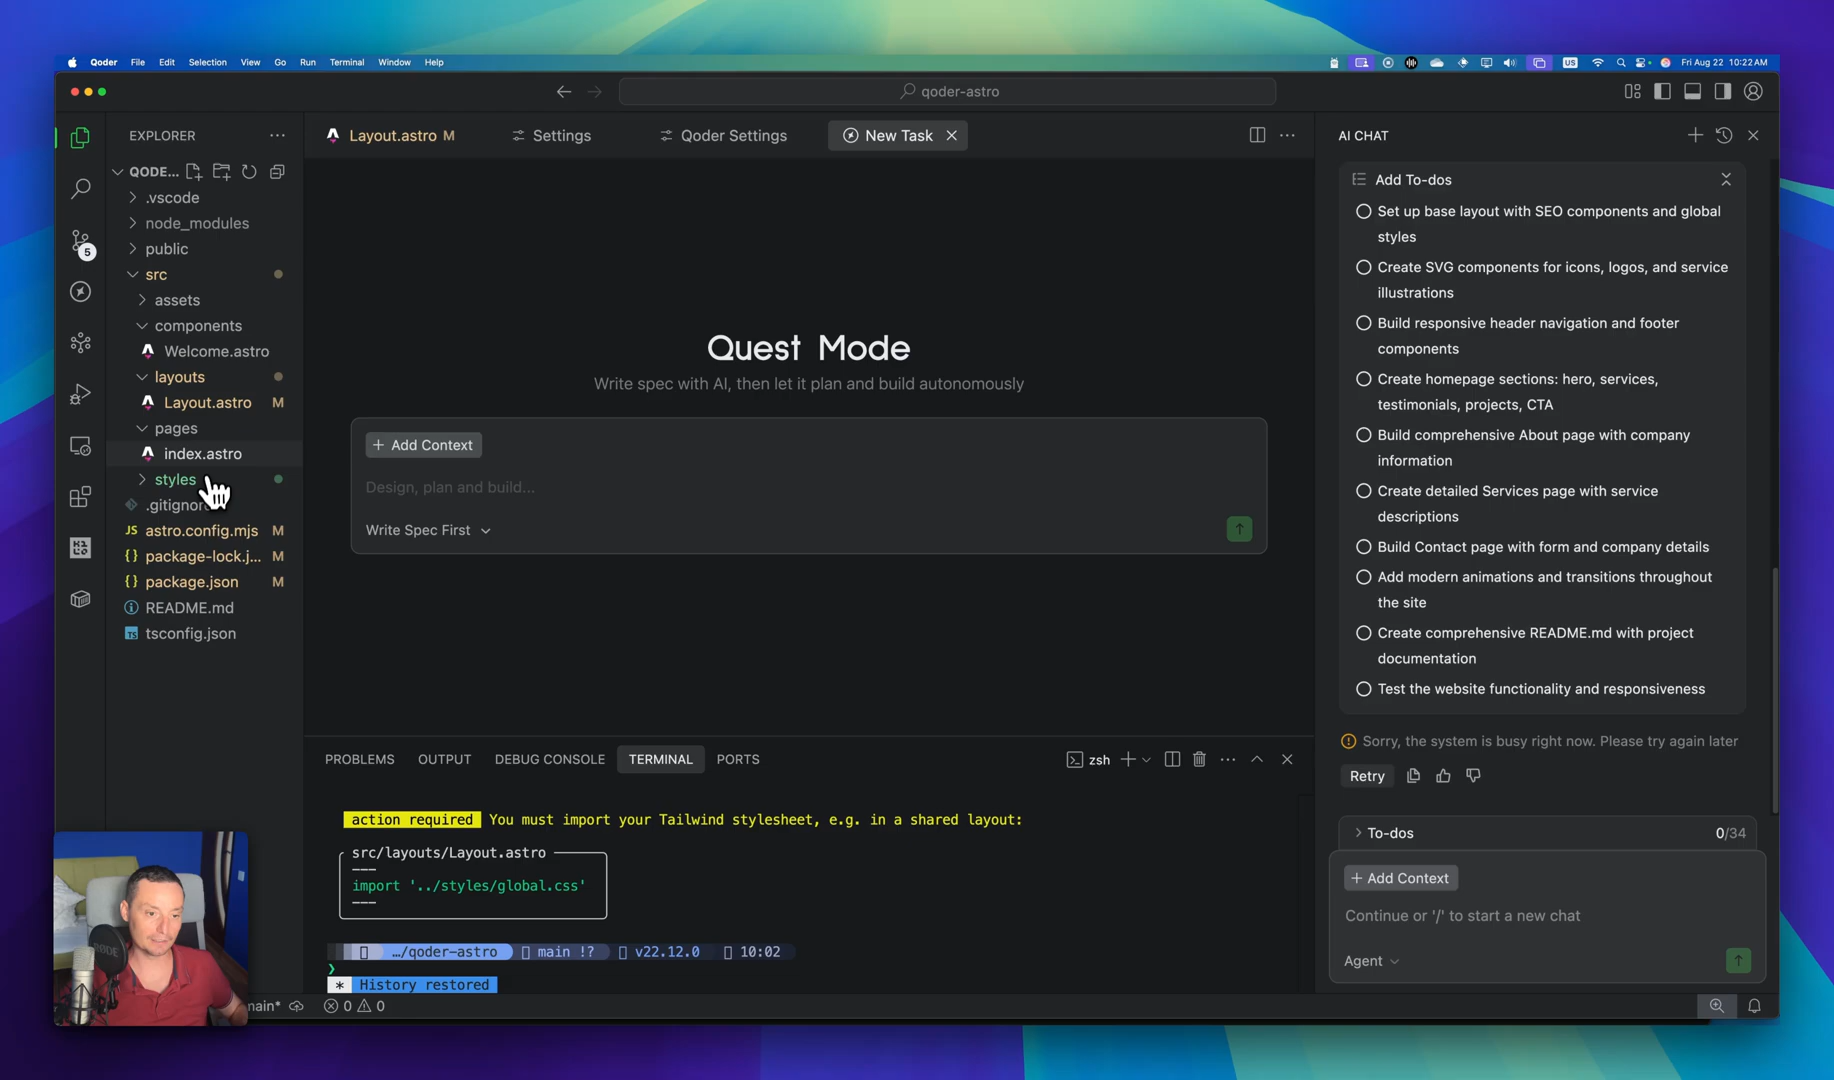 Qoder File Edit Selection View Go Run Terminal Window Help
US Fri Aug 22 10:22 AM
qoder-astro
EXPLORER
QODE...
.vscode
node_modules
public
src
assets
components
Welcome.astro
layouts
Layout.astro M
pages
index.astro
styles
.gitignor
JS astro.config.mjs M
{} package-lock.j... M
{} package.json M
README.md
TS tsconfig.json
5
Layout.astro M
Settings
Qoder Settings
New Task
Quest Mode
Write spec with AI, then let it plan and build autonomously
+ Add Context
Design, plan and build...
Write Spec First
PROBLEMS OUTPUT DEBUG CONSOLE TERMINAL PORTS
zsh
action required You must import your Tailwind stylesheet, e.g. in a shared layout:
src/layouts/Layout.astro
---
import '../styles/global.css'
---
…/qoder-astro main !? v22.12.0 10:02
❯
* History restored
AI CHAT
Add To-dos
Set up base layout with SEO components and global
styles
Create SVG components for icons, logos, and service
illustrations
Build responsive header navigation and footer
components
Create homepage sections: hero, services,
testimonials, projects, CTA
Build comprehensive About page with company
information
Create detailed Services page with service
descriptions
Build Contact page with form and company details
Add modern animations and transitions throughout
the site
Create comprehensive README.md with project
documentation
Test the website functionality and responsiveness
Sorry, the system is busy right now. Please try again later
Retry
To-dos 0/34
+ Add Context
Continue or '/' to start a new chat
Agent
RODE
nain* 0 0